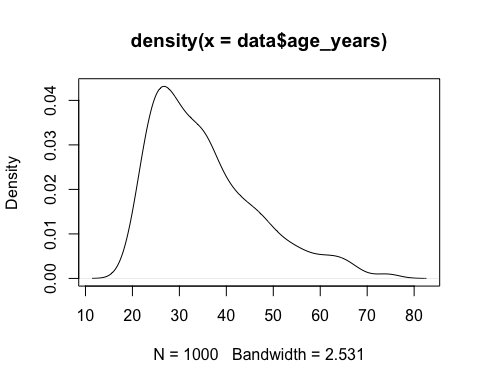 density(x = data$age_years)
Density
0.00 0.01 0.02 0.03 0.04
10 20 30 40 50 60 70 80
N = 1000 Bandwidth = 2.531